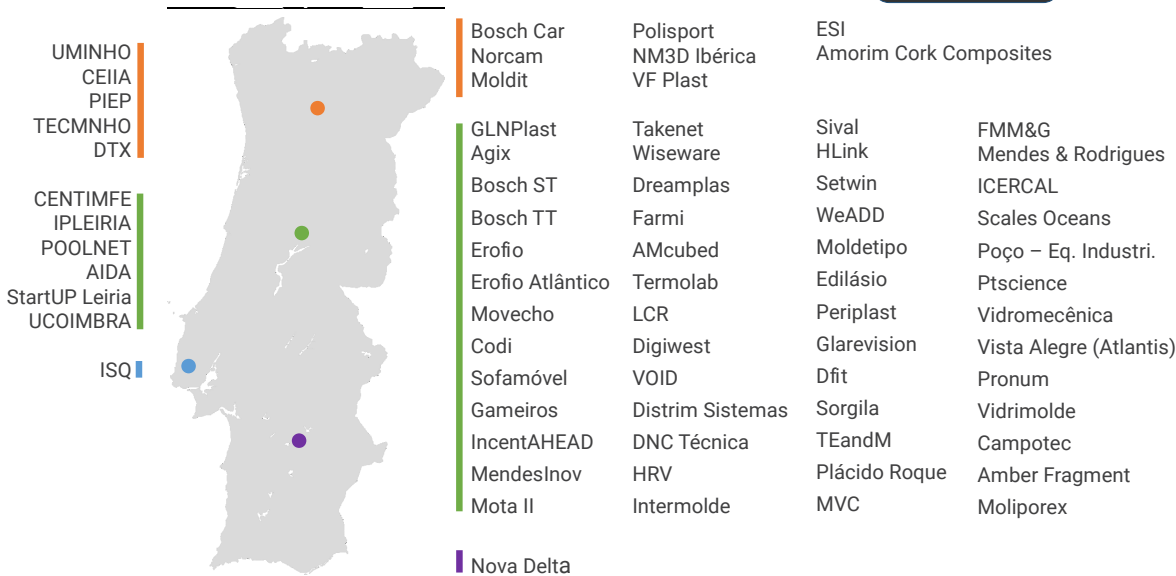 UMINHO
CEIIA
PIEP
TECMNHO
DTX
CENTIMFE
IPLEIRIA
POOLNET
AIDA
StartUP Leiria
UCOIMBRA
ISQ
Bosch Car Polisport ESI
Norcam NM3D Ibérica Amorim Cork Composites
Moldit VF Plast
GLNPlast Takenet Sival FMM&G
Agix Wiseware HLink Mendes & Rodrigues
Bosch ST Dreamplas Setwin ICERCAL
Bosch TT Farmi WeADD Scales Oceans
Erofio AMcubed Moldetipo Poço – Eq. Industri.
Erofio Atlântico Termolab Edilásio Ptscience
Movecho LCR Periplast Vidromecênica
Codi Digiwest Glarevision Vista Alegre (Atlantis)
Sofamóvel VOID Dfit Pronum
Gameiros Distrim Sistemas Sorgila Vidrimolde
IncentAHEAD DNC Técnica TEandM Campotec
MendesInov HRV Plácido Roque Amber Fragment
Mota II Intermolde MVC Moliporex
Nova Delta